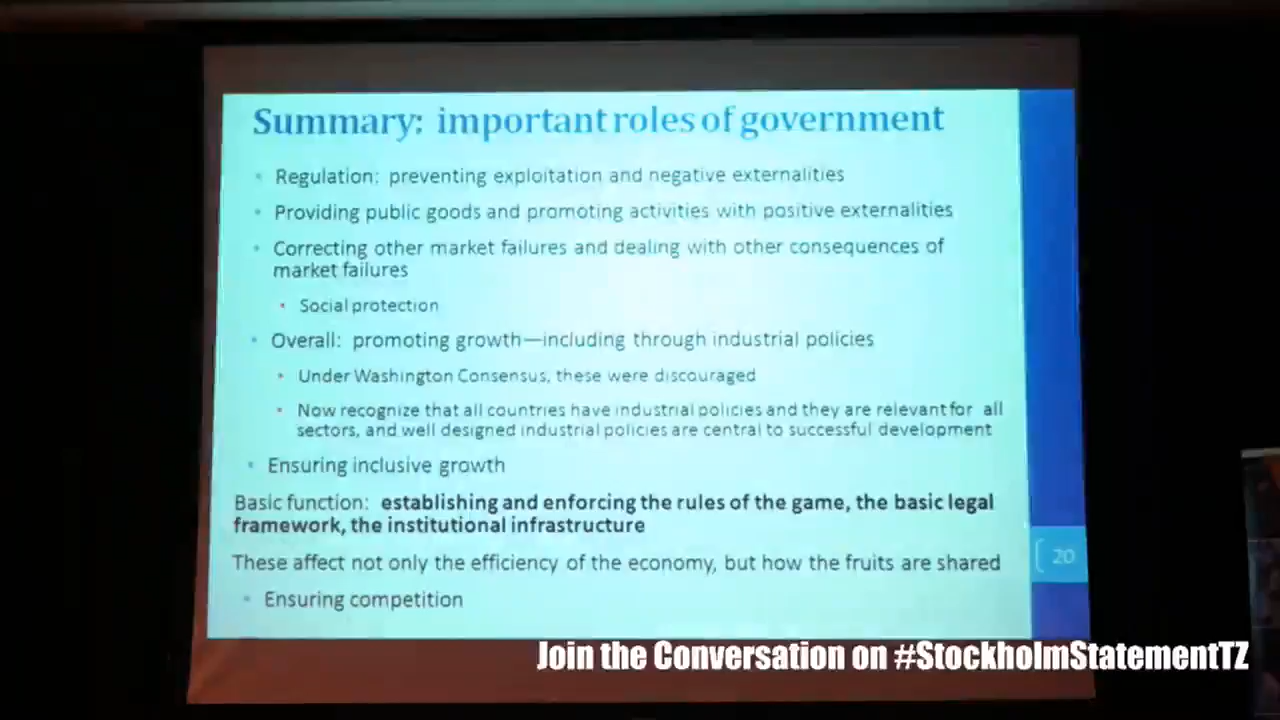 Summary: important roles of government
Regulation: preventing exploitation and negative externalities
Providing public goods and promoting activities with positive externalities
Correcting other market failures and dealing with other consequences of
market failures
Social protection
Overall: promoting growth—including through industrial policies
Under Washington Consensus, these were discouraged
Now recognize that all countries have industrial policies and they are relevant for all
sectors, and well designed industrial policies are central to successful development
Ensuring inclusive growth
Basic function: establishing and enforcing the rules of the game, the basic legal
framework, the institutional infrastructure
These affect not only the efficiency of the economy, but how the fruits are shared
20
Ensuring competition
Join the Conversation on #StockholmStatementTZ